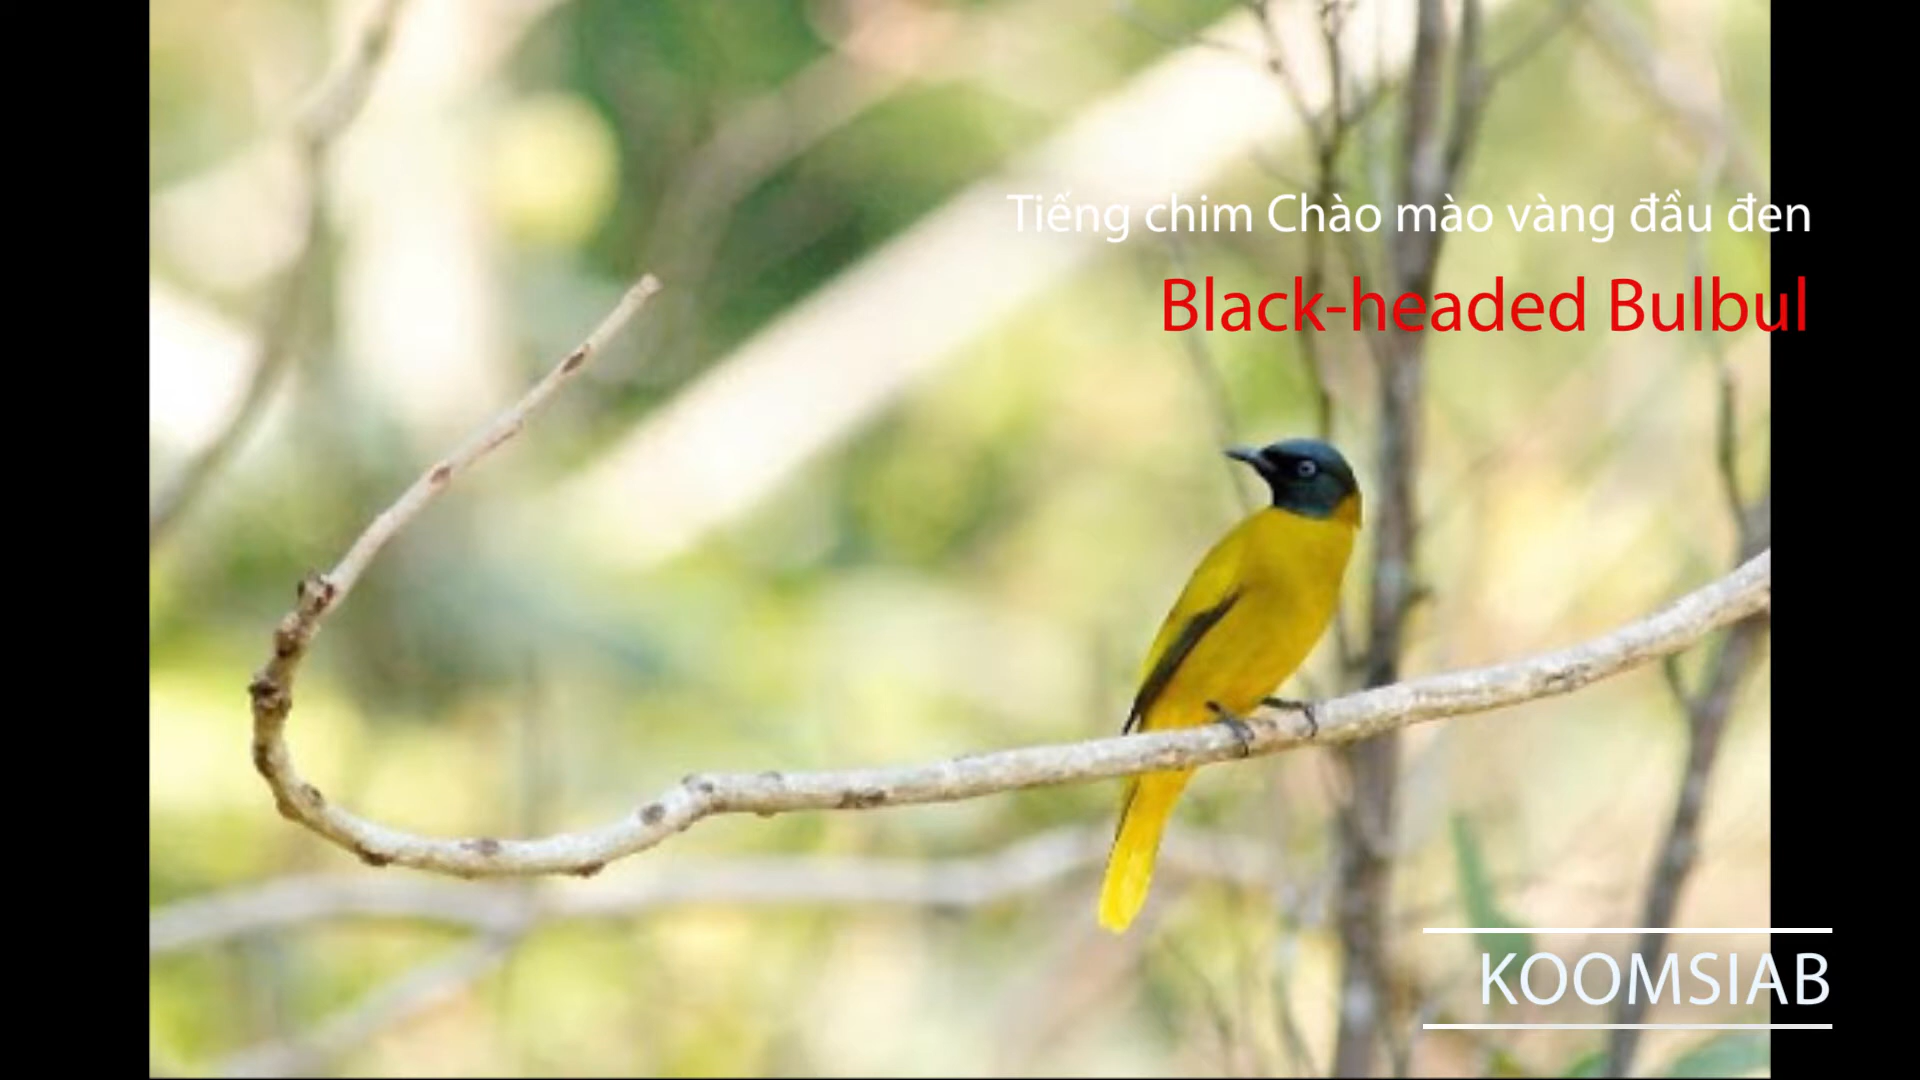 Tiếng chim Chào mào vàng đầu đen
Black-headed Bulbul
KOOMSIAB